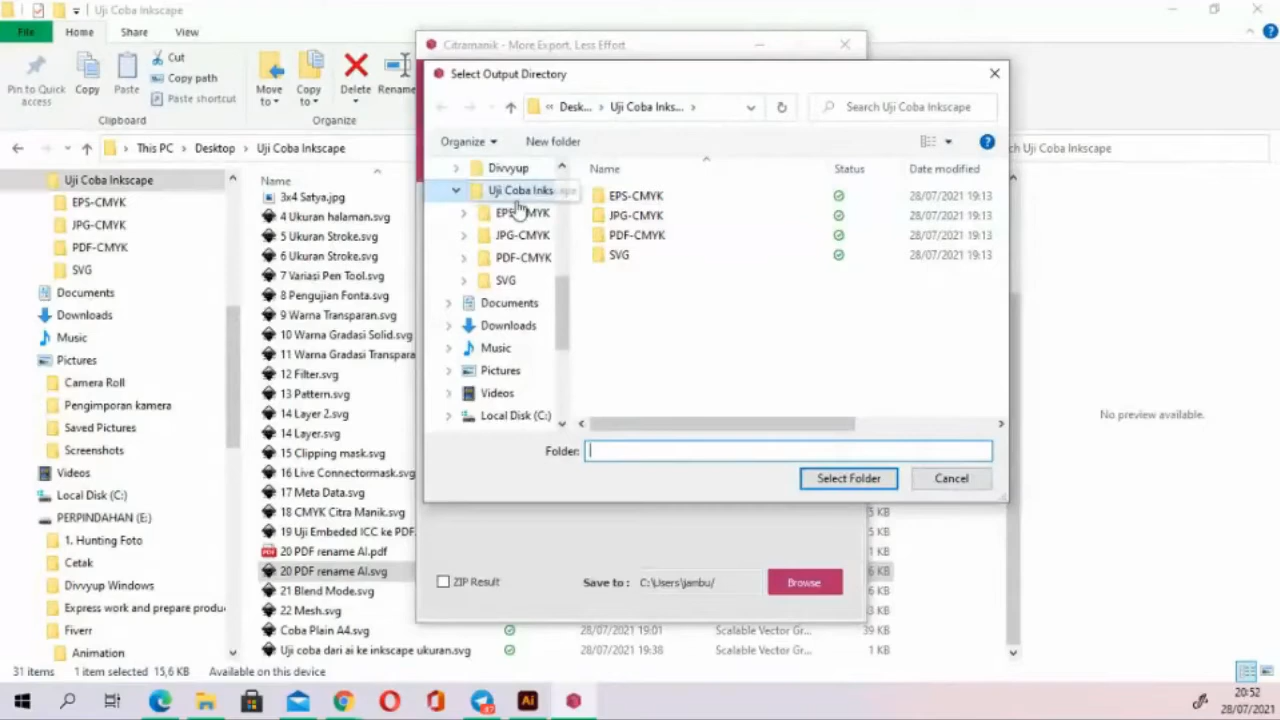 Uji Coba Inkscape
File Home Share View
Pin to Quick access
Copy
Paste
Cut
Copy path
Paste shortcut
Clipboard
Move to
Copy to
Delete
Rename
Organize
This PC > Desktop > Uji Coba Inkscape
ch Uji Coba Inkscape
Uji Coba Inkscape
EPS-CMYK
JPG-CMYK
PDF-CMYK
SVG
Documents
Downloads
Music
Pictures
Camera Roll
Pengimporan kamera
Saved Pictures
Screenshots
Videos
Local Disk (C:)
PERPINDAHAN (E:)
1. Hunting Foto
Cetak
Divvyup Windows
Express work and prepare produ
Fiverr
Animation
Name
3x4 Satya.jpg
4 Ukuran halaman.svg
5 Ukuran Stroke.svg
6 Ukuran Stroke.svg
7 Variasi Pen Tool.svg
8 Pengujian Fonta.svg
9 Warna Transparan.svg
10 Warna Gradasi Solid.svg
11 Warna Gradasi Transpara
12 Filter.svg
13 Pattern.svg
14 Layer 2.svg
14 Layer.svg
15 Clipping mask.svg
16 Live Connectormask.svg
17 Meta Data.svg
18 CMYK Citra Manik.svg
19 Uji Embeded ICC ke PDF.
20 PDF rename AI.pdf
20 PDF rename AI.svg
21 Blend Mode.svg
22 Mesh.svg
Coba Plain A4.svg 28/07/2021 19:01 Scalable Vector Gr... 39 KB
Uji coba dari ai ke inkscape ukuran.svg 28/07/2021 19:38 Scalable Vector Gr... 1 KB
Citramanik - More Export, Less Effort
Select Output Directory
« Desk... > Uji Coba Inks... >
Search Uji Coba Inkscape
Organize New folder
Divvyup
Uji Coba Inkscape
EPS-CMYK
JPG-CMYK
PDF-CMYK
SVG
Documents
Downloads
Music
Pictures
Videos
Local Disk (C:)
Name Status Date modified
EPS-CMYK 28/07/2021 19:13
JPG-CMYK 28/07/2021 19:13
PDF-CMYK 28/07/2021 19:13
SVG 28/07/2021 19:13
Folder:
Select Folder Cancel
ZIP Result Save to : C:\Users\jambu/ Browse
5 KB
1 KB
6 KB
6 KB
3 KB
No preview available.
31 items 1 item selected 15,6 KB Available on this device
20:52
28/07/2021